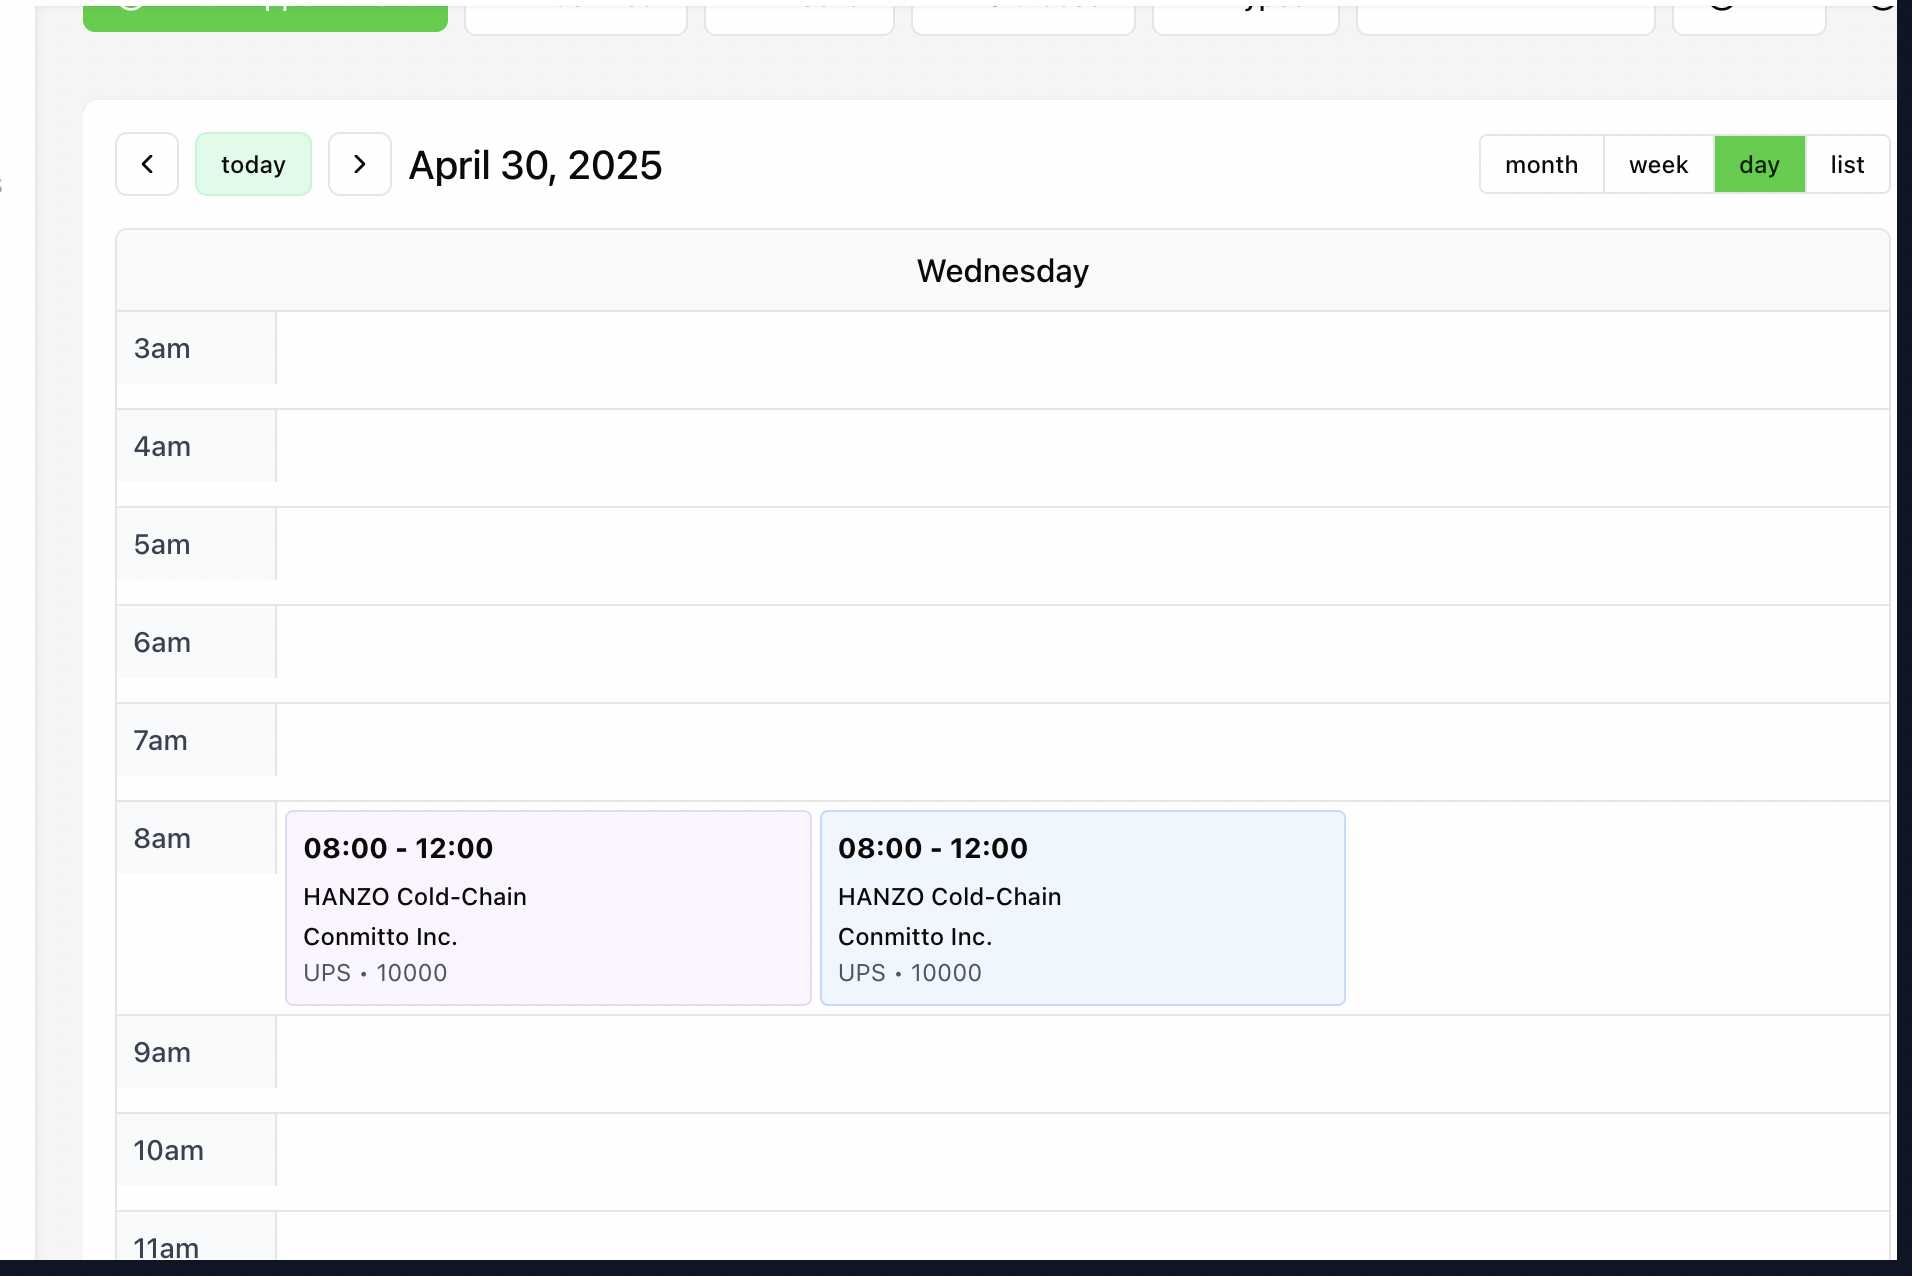 today
April 30, 2025
month
week
day
list
Wednesday
3am
4am
5am
6am
7am
8am
08:00 - 12:00
HANZO Cold-Chain
Conmitto Inc.
UPS • 10000
08:00 - 12:00
HANZO Cold-Chain
Conmitto Inc.
UPS • 10000
9am
10am
11am